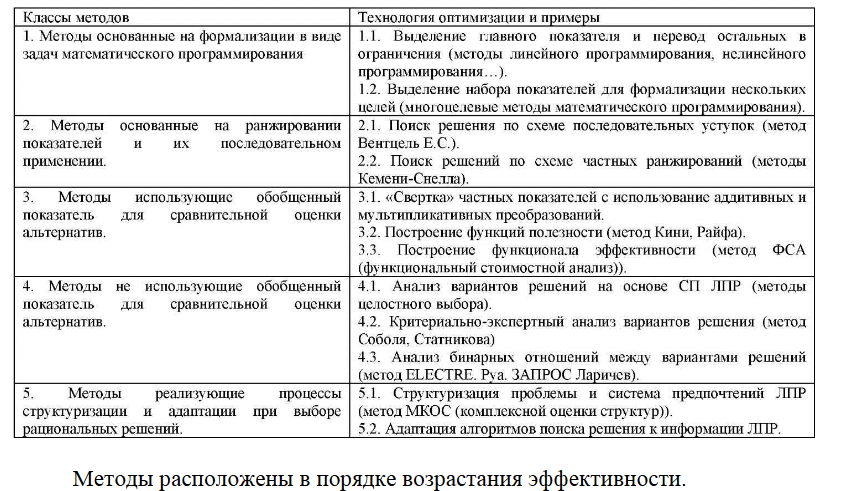 Классы методов
Технология оптимизации и примеры
1. Методы основанные на формализации в виде
задач математического программирования
1.1. Выделение главного показателя и перевод остальных в
ограничения (методы линейного программирования, нелинейного
программирования…).
1.2. Выделение набора показателей для формализации нескольких
целей (многоцелевые методы математического программирования).
2. Методы основанные на ранжировании
показателей и их последовательном
применении.
2.1. Поиск решения по схеме последовательных уступок (метод
Вентцель Е.С.).
2.2. Поиск решений по схеме частных ранжирований (методы
Кемени-Снелла).
3. Методы использующие обобщенный
показатель для сравнительной оценки
альтернатив.
3.1. «Свертка» частных показателей с использование аддитивных и
мультипликативных преобразований.
3.2. Построение функций полезности (метод Кини, Райфа).
3.3. Построение функционала эффективности (метод ФСА
(функциональный стоимостной анализ)).
4. Методы не использующие обобщенный
показатель для сравнительной оценки
альтернатив.
4.1. Анализ вариантов решений на основе СП ЛПР (методы
целостного выбора).
4.2. Критериально-экспертный анализ вариантов решения (метод
Соболя, Статникова)
4.3. Анализ бинарных отношений между вариантами решений
(метод ELECTRE. Руа. ЗАПРОС Ларичев).
5. Методы реализующие процессы
структуризации и адаптации при выборе
рациональных решений.
5.1. Структуризация проблемы и система предпочтений ЛПР
(метод МКОС (комплексной оценки структур)).
5.2. Адаптация алгоритмов поиска решения к информации ЛПР.
Методы расположены в порядке возрастания эффективности.